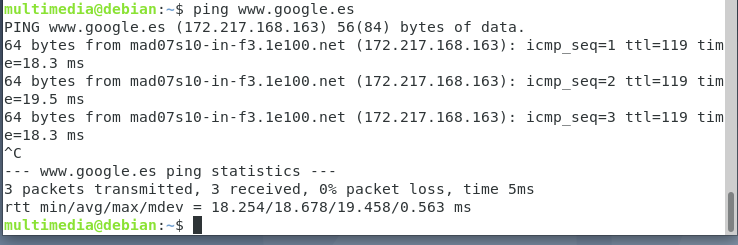 multimedia@debian:~$ ping www.google.es
PING www.google.es (172.217.168.163) 56(84) bytes of data.
64 bytes from mad07s10-in-f3.1e100.net (172.217.168.163): icmp_seq=1 ttl=119 tim
e=18.3 ms
64 bytes from mad07s10-in-f3.1e100.net (172.217.168.163): icmp_seq=2 ttl=119 tim
e=19.5 ms
64 bytes from mad07s10-in-f3.1e100.net (172.217.168.163): icmp_seq=3 ttl=119 tim
e=18.3 ms
^C
--- www.google.es ping statistics ---
3 packets transmitted, 3 received, 0% packet loss, time 5ms
rtt min/avg/max/mdev = 18.254/18.678/19.458/0.563 ms
multimedia@debian:~$